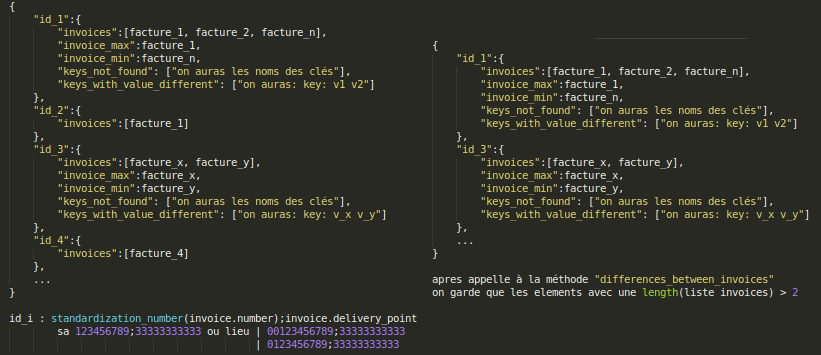 {
"id_1":{
"invoices":[facture_1, facture_2, facture_n],
"invoice_max":facture_1,
"invoice_min":facture_n,
"keys_not_found": ["on auras les noms des clés"],
"keys_with_value_different": ["on auras: key: v1 v2"]
},
"id_2":{
"invoices":[facture_1]
},
"id_3":{
"invoices":[facture_x, facture_y],
"invoice_max":facture_x,
"invoice_min":facture_y,
"keys_not_found": ["on auras les noms des clés"],
"keys_with_value_different": ["on auras: key: v_x v_y"]
},
"id_4":{
"invoices":[facture_4]
},
...
}
id_i : standardization_number(invoice.number);invoice.delivery_point
sa 123456789;33333333333 ou lieu | 00123456789;33333333333
| 0123456789;33333333333
{
"id_1":{
"invoices":[facture_1, facture_2, facture_n],
"invoice_max":facture_1,
"invoice_min":facture_n,
"keys_not_found": ["on auras les noms des clés"],
"keys_with_value_different": ["on auras: key: v1 v2"]
},
"id_3":{
"invoices":[facture_x, facture_y],
"invoice_max":facture_x,
"invoice_min":facture_y,
"keys_not_found": ["on auras les noms des clés"],
"keys_with_value_different": ["on auras: key: v_x v_y"]
},
...
}
apres appelle à la méthode "differences_between_invoices"
on garde que les elements avec une length(liste invoices) > 2